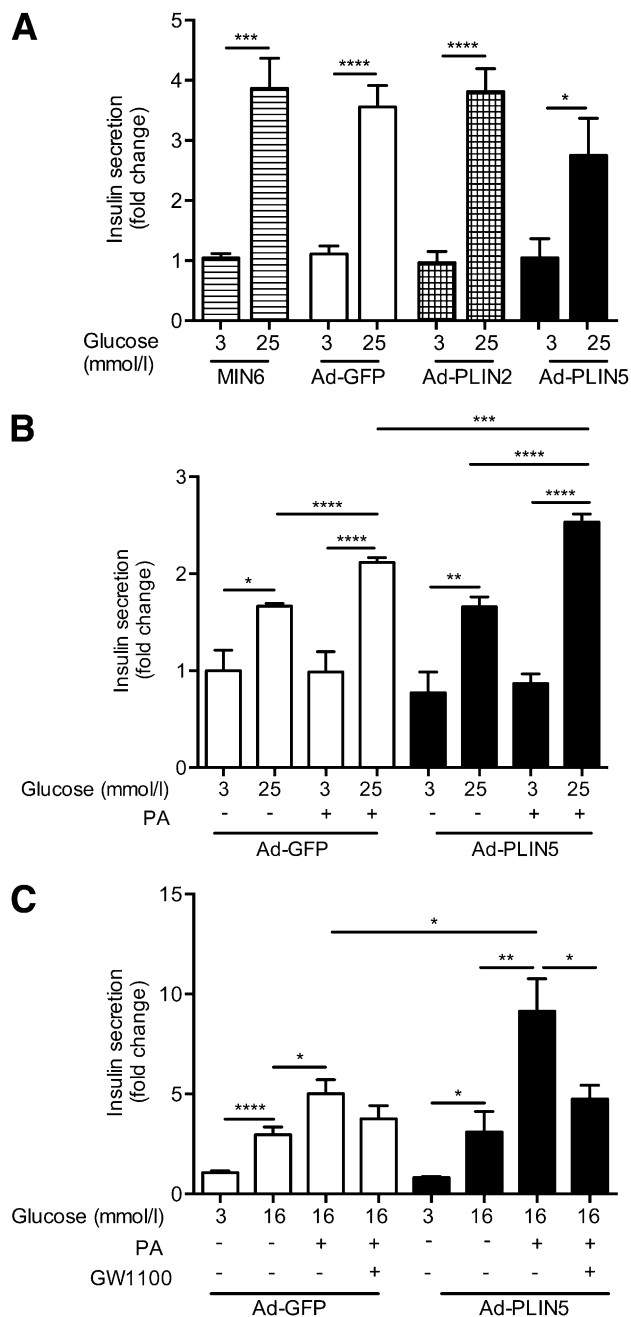 A
Insulin secretion
(fold change)
5
4
3
2
1
0
*** **** **** *
Glucose
(mmol/l)
3 25 3 25 3 25 3 25
MIN6 Ad-GFP Ad-PLIN2 Ad-PLIN5
B
Insulin secretion
(fold change)
3
2
1
0
***
****
**** ****
****
* **
Glucose (mmol/l) 3 25 3 25 3 25 3 25
PA - - + + - - + +
Ad-GFP Ad-PLIN5
C
Insulin secretion
(fold change)
15
10
5
0
*
** *
*
**** *
Glucose (mmol/l) 3 16 16 16 3 16 16 16
PA - - + + - - + +
GW1100 - - - + - - - +
Ad-GFP Ad-PLIN5